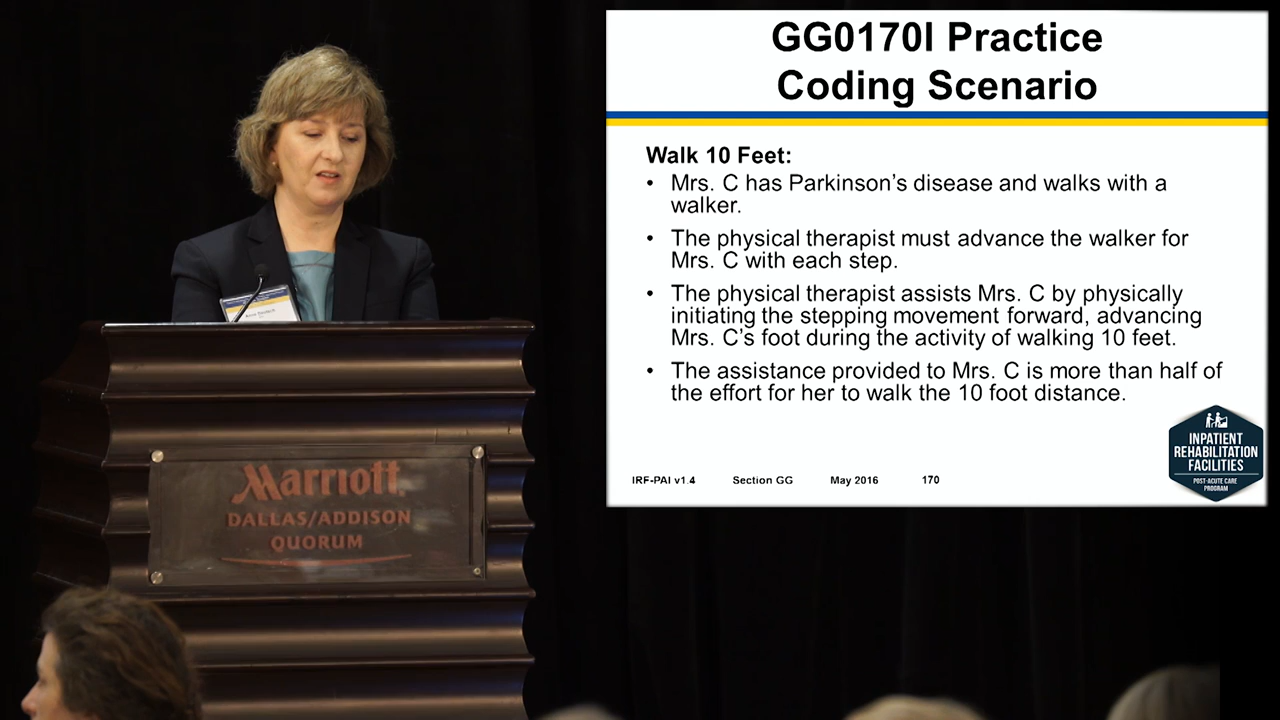 GG0170I Practice
Coding Scenario
Walk 10 Feet:
• Mrs. C has Parkinson’s disease and walks with a
walker.
• The physical therapist must advance the walker for
Mrs. C with each step.
• The physical therapist assists Mrs. C by physically
initiating the stepping movement forward, advancing
Mrs. C’s foot during the activity of walking 10 feet.
• The assistance provided to Mrs. C is more than half of
the effort for her to walk the 10 foot distance.
INPATIENT
REHABILITATION
FACILITIES
POST-ACUTE CARE
PROGRAM
IRF-PAI v1.4 Section GG May 2016 170
Marriott
DALLAS/ADDISON
QUORUM